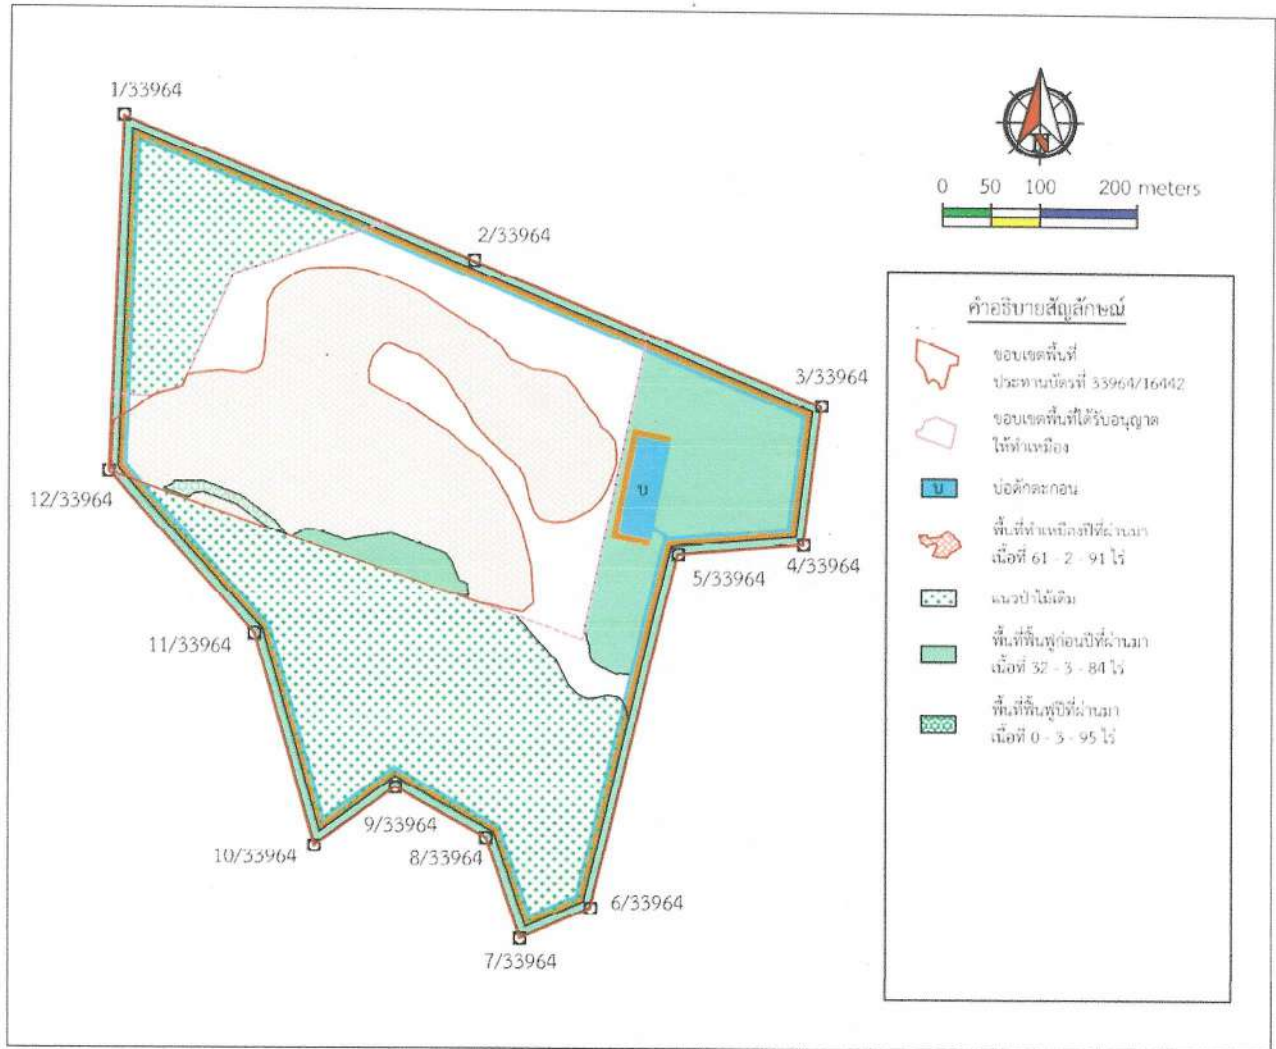 1/33964
2/33964
3/33964
4/33964
5/33964
6/33964
7/33964
8/33964
9/33964
10/33964
11/33964
12/33964
บ
N
0 50 100 200 meters
คำอธิบายสัญลักษณ์
ขอบเขตพื้นที่
ประทานบัตรที่ 33964/16442
ขอบเขตพื้นที่ได้รับอนุญาต
ให้ทำเหมือง
บ
บ่อดักตะกอน
พื้นที่ทำเหมืองปีที่ผ่านมา
เนื้อที่ 61 - 2 - 91 ไร่
แนวป่าไม้เดิม
พื้นที่ฟื้นฟูก่อนปีที่ผ่านมา
เนื้อที่ 32 - 3 - 84 ไร่
พื้นที่ฟื้นฟูปีที่ผ่านมา
เนื้อที่ 0 - 3 - 95 ไร่